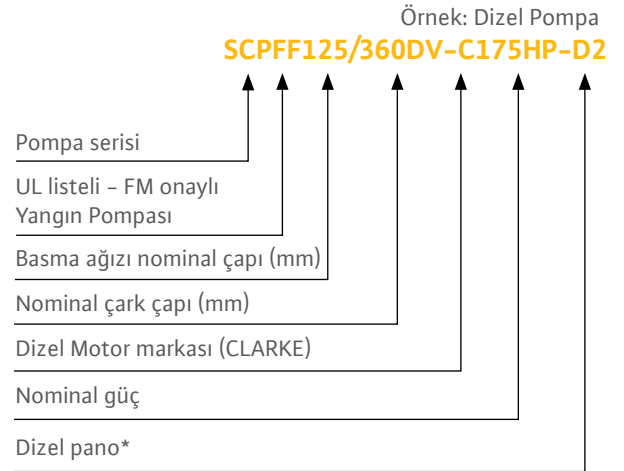 Örnek: Dizel Pompa
SCPFF125/360DV-C175HP-D2
Pompa serisi
UL listeli – FM onaylı
Yangın Pompası
Basma ağızı nominal çapı (mm)
Nominal çark çapı (mm)
Dizel Motor markası (CLARKE)
Nominal güç
Dizel pano*